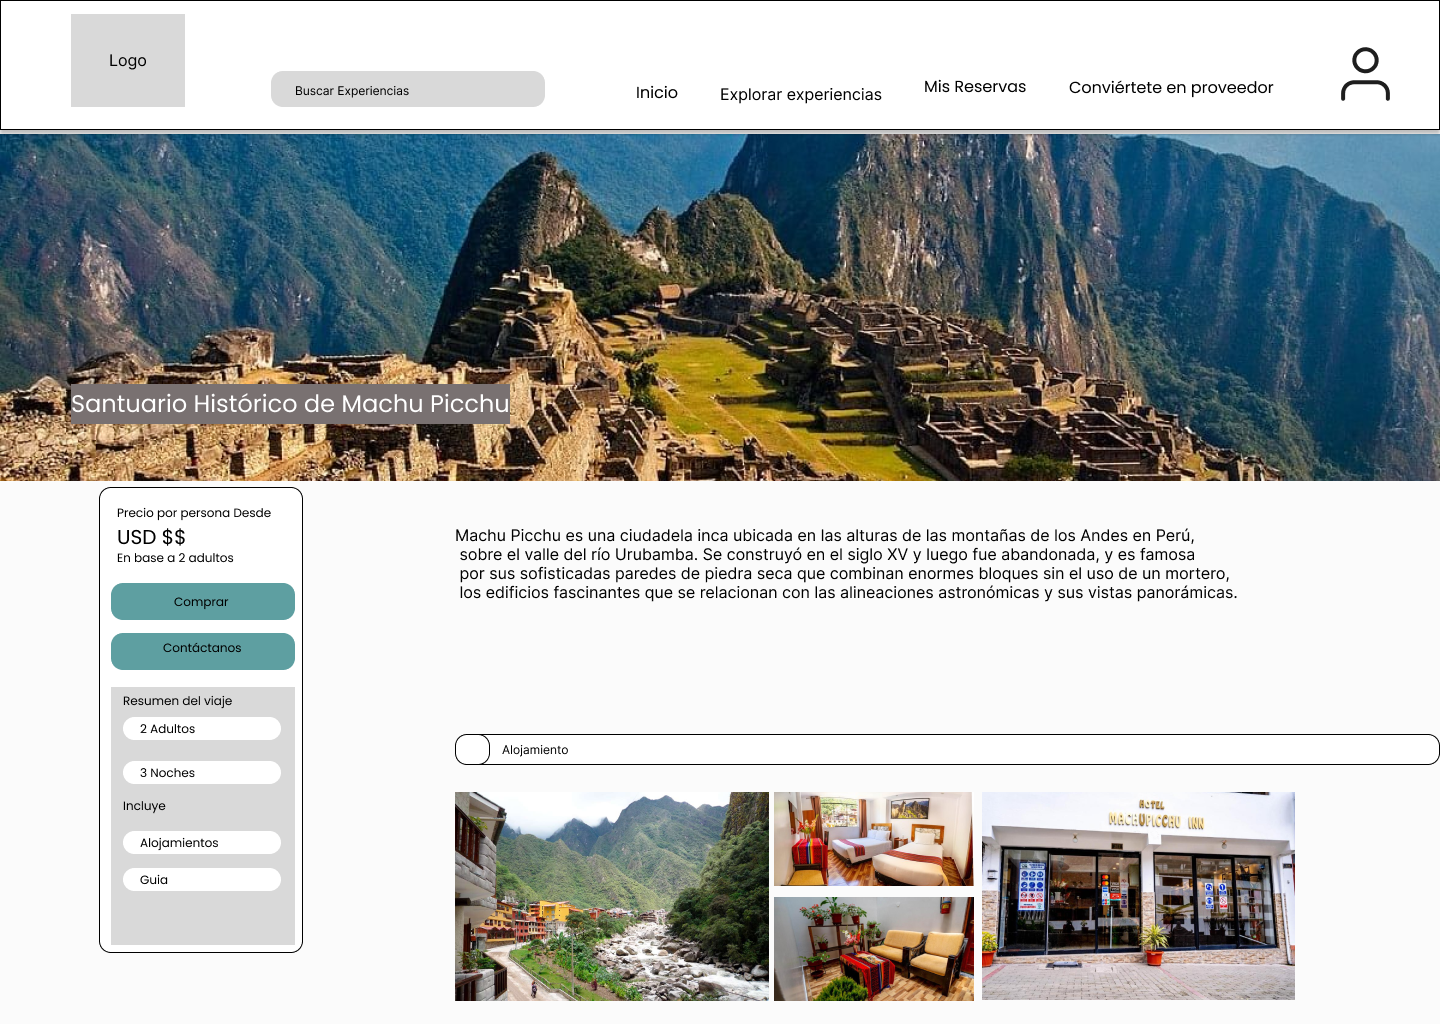 Logo
Buscar Experiencias
Inicio
Explorar experiencias
Mis Reservas
Conviértete en proveedor
Santuario Histórico de Machu Picchu
Precio por persona Desde
USD $$
En base a 2 adultos
Comprar
Contáctanos
Resumen del viaje
2 Adultos
3 Noches
Incluye
Alojamientos
Guia
Machu Picchu es una ciudadela inca ubicada en las alturas de las montañas de los Andes en Perú,
sobre el valle del río Urubamba. Se construyó en el siglo XV y luego fue abandonada, y es famosa
por sus sofisticadas paredes de piedra seca que combinan enormes bloques sin el uso de un mortero,
los edificios fascinantes que se relacionan con las alineaciones astronómicas y sus vistas panorámicas.
Alojamiento
HOTEL
MACHUPICCHU INN